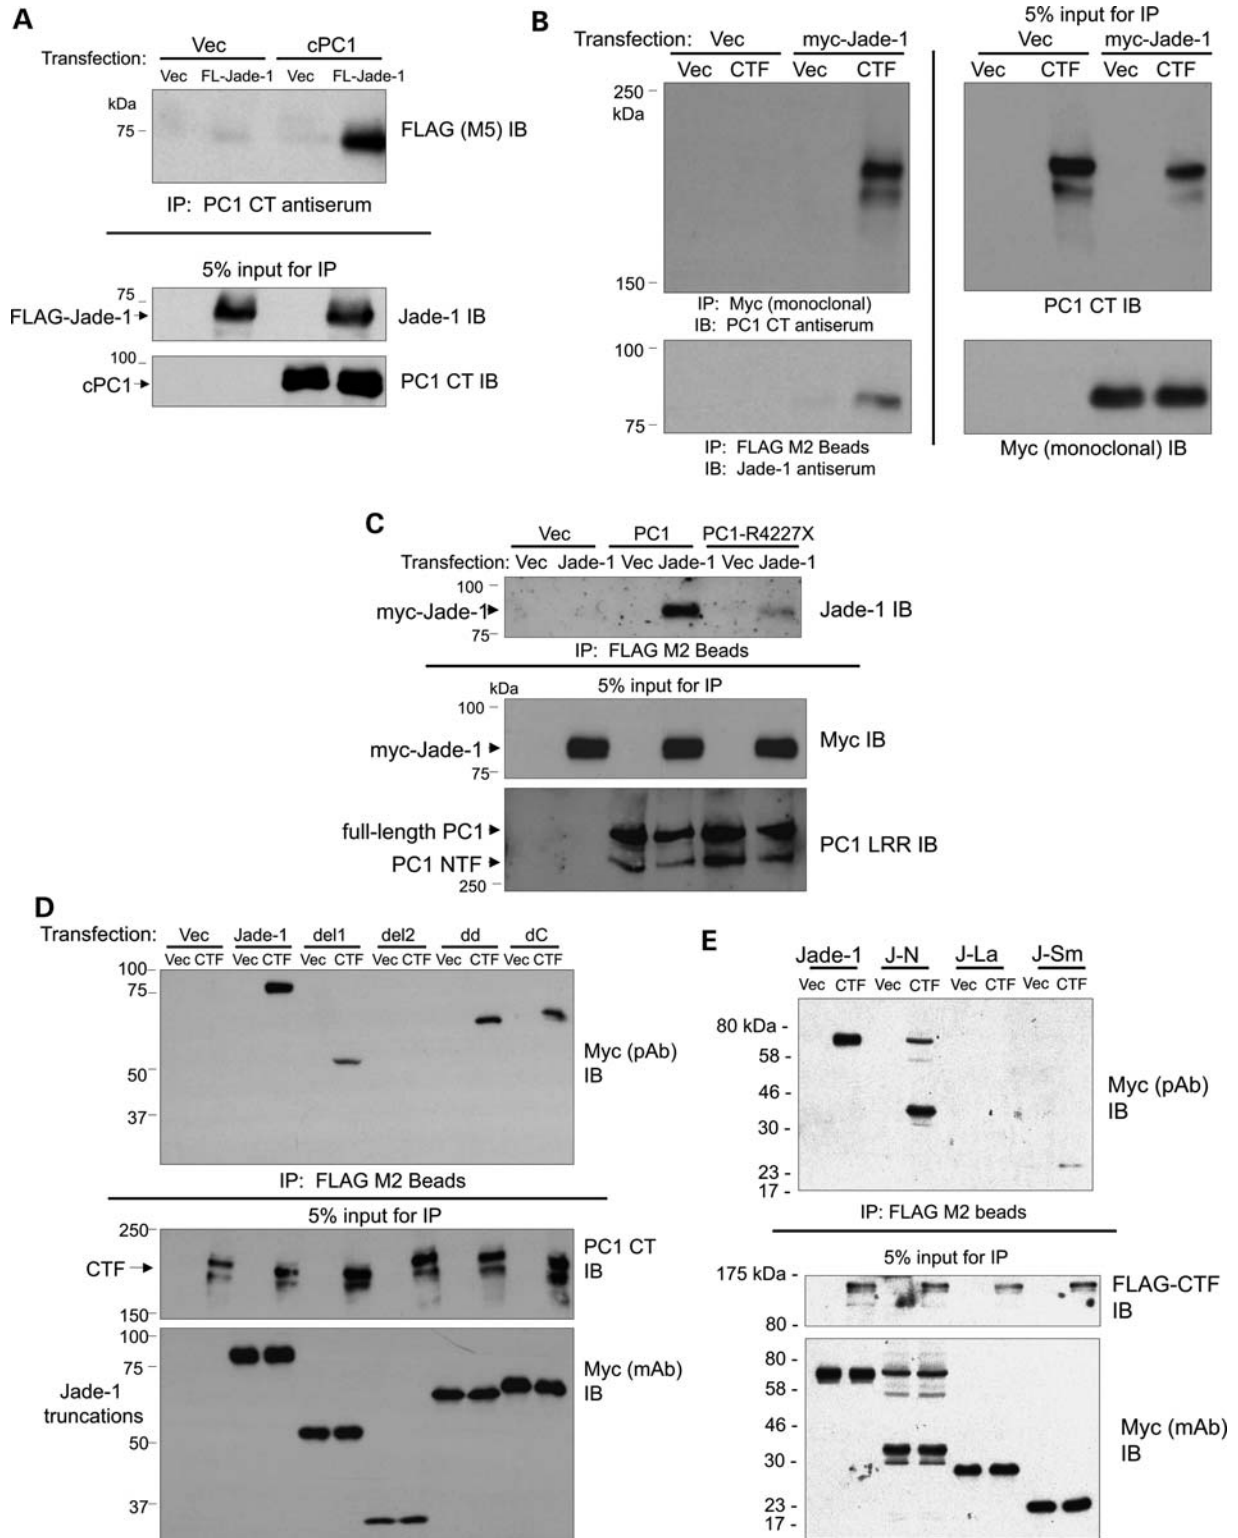 A
Vec cPC1
Transfection:
Vec FL-Jade-1 Vec FL-Jade-1
kDa
75
FLAG (M5) IB
IP: PC1 CT antiserum
5% input for IP
75
FLAG-Jade-1
Jade-1 IB
100
cPC1
PC1 CT IB
B
5% input for IP
Transfection: Vec myc-Jade-1 Vec myc-Jade-1
Vec CTF Vec CTF Vec CTF Vec CTF
250
kDa
150
IP: Myc (monoclonal)
IB: PC1 CT antiserum
PC1 CT IB
100
75
IP: FLAG M2 Beads
IB: Jade-1 antiserum
Myc (monoclonal) IB
C
Vec PC1 PC1-R4227X
Transfection: Vec Jade-1 Vec Jade-1 Vec Jade-1
100
myc-Jade-1
Jade-1 IB
75
IP: FLAG M2 Beads
kDa
5% input for IP
100
myc-Jade-1
Myc IB
75
full-length PC1
PC1 LRR IB
PC1 NTF
250
D
Transfection: Vec Jade-1 del1 del2 dd dC
Vec CTF Vec CTF Vec CTF Vec CTF Vec CTF Vec CTF
100
75
Myc (pAb)
IB
50
37
IP: FLAG M2 Beads
5% input for IP
250
PC1 CT
IB
CTF
150
100
75
Myc (mAb)
IB
Jade-1
truncations
50
37
E
Jade-1 J-N J-La J-Sm
Vec CTF Vec CTF Vec CTF Vec CTF
80 kDa -
58 -
46 -
Myc (pAb)
IB
30 -
23 -
17 -
IP: FLAG M2 beads
5% input for IP
175 kDa -
FLAG-CTF
IB
80 -
80 -
58 -
46 -
Myc (mAb)
IB
30 -
23 -
17 -